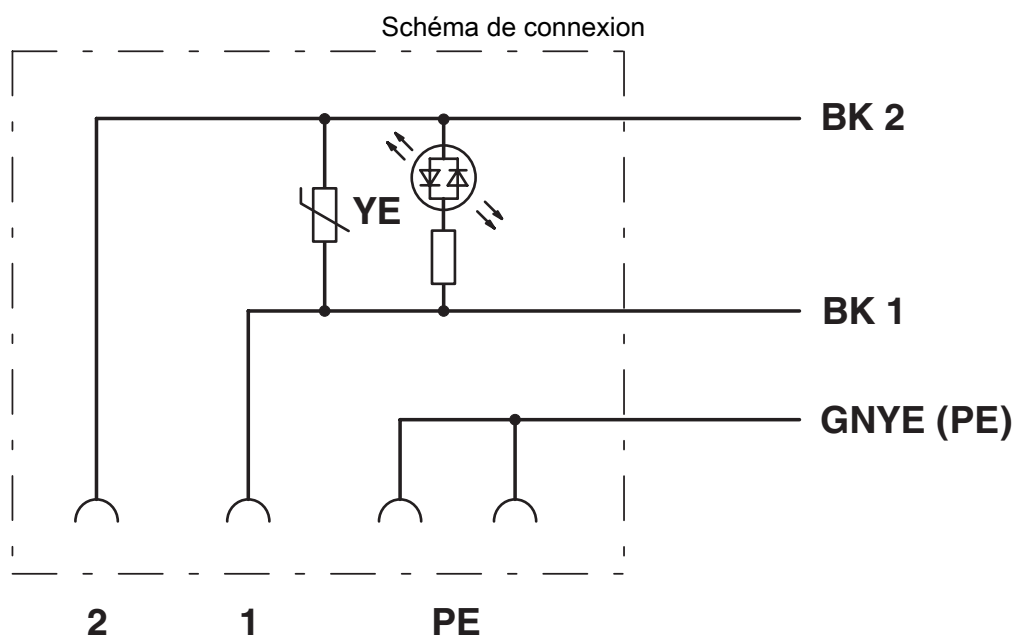 Schéma de connexion
BK 2
YE
BK 1
GNYE (PE)
2 1 PE